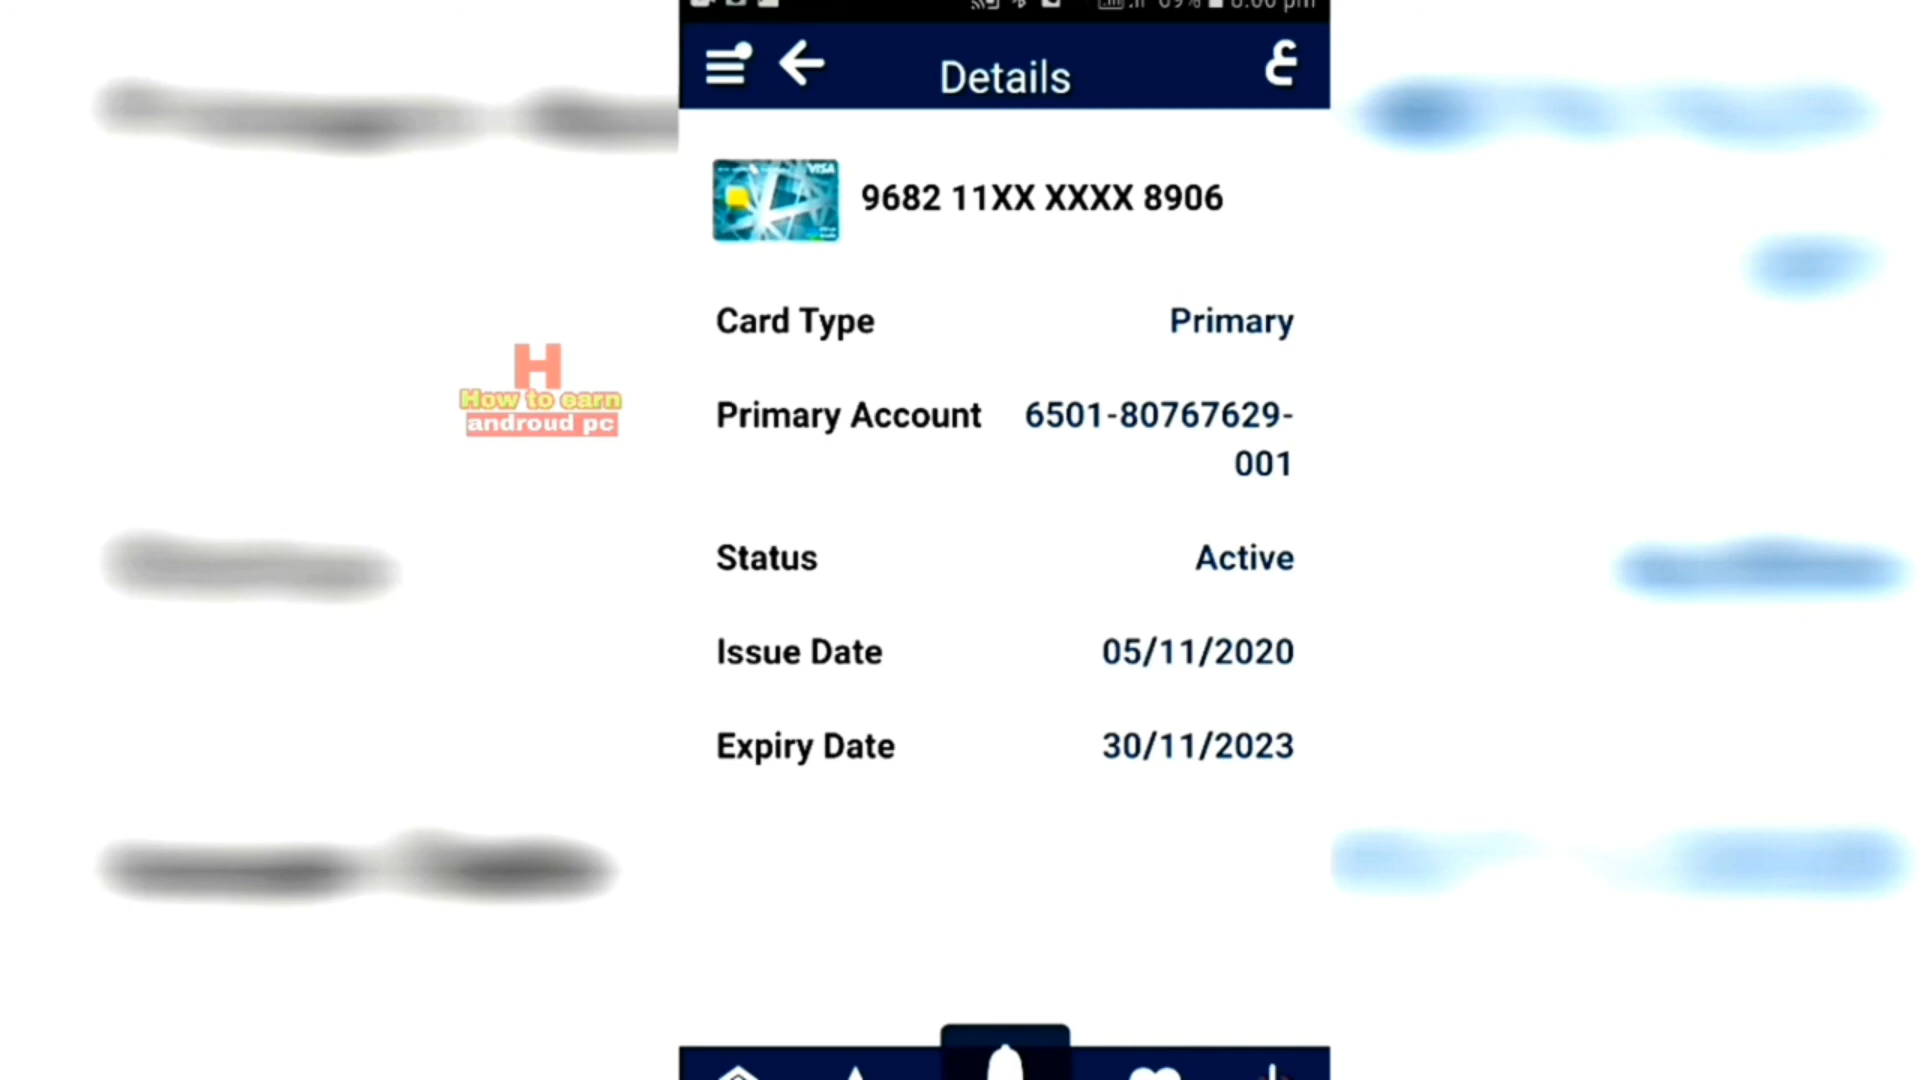 Details
ع
VISA
9682 11XX XXXX 8906
Card Type Primary
Primary Account 6501-80767629-
001
Status Active
Issue Date 05/11/2020
Expiry Date 30/11/2023
H
How to earn
androud pc